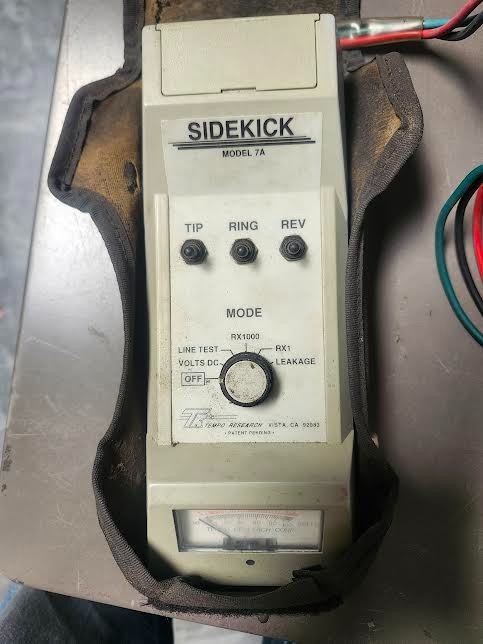 SIDEKICK
MODEL 7A
TIP RING REV
MODE
RX1000
LINE TEST RX1
VOLTS DC LEAKAGE
OFF
TEMPO RESEARCH VISTA, CA 92083
• PATENT PENDING •